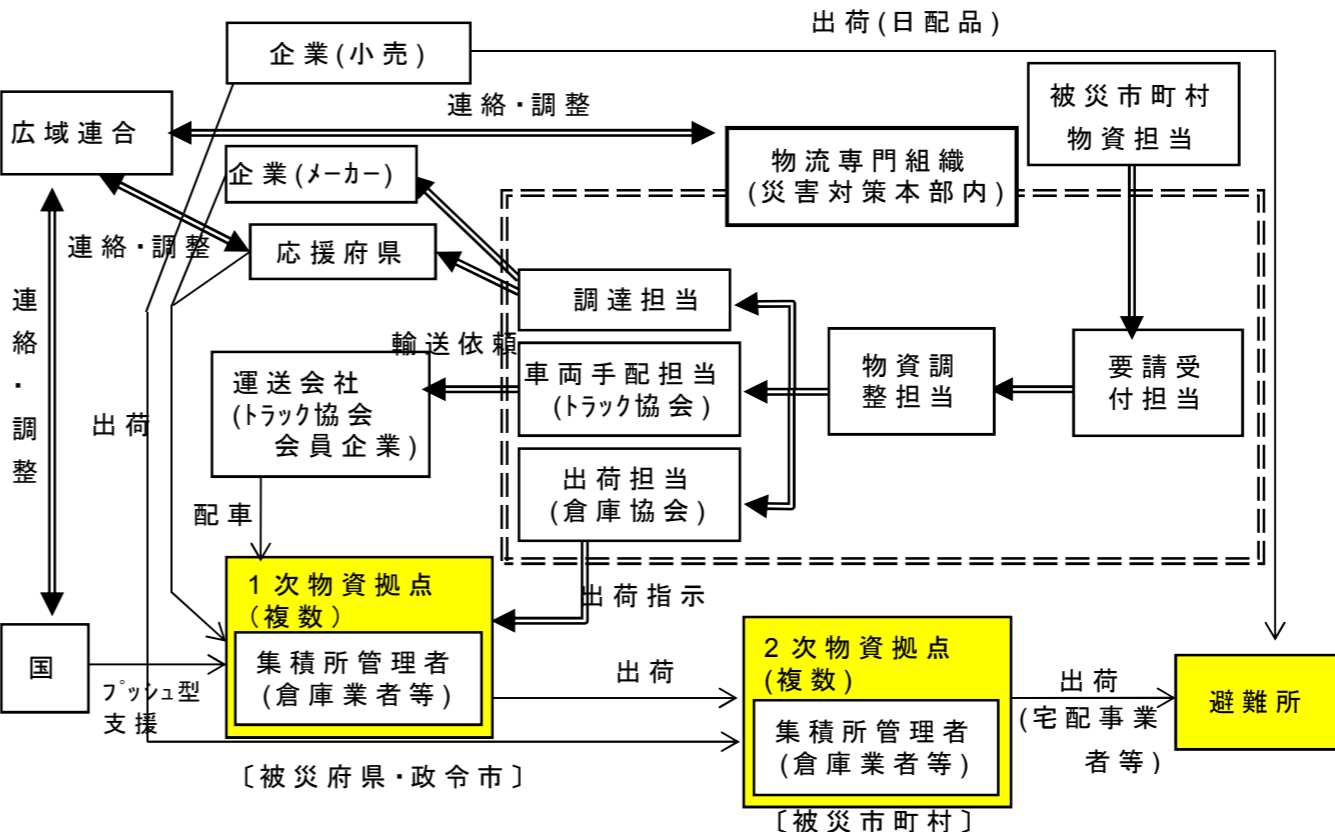 出荷(日配品)
企業(小売)
被災市町村
物資担当
広域連合
連絡・調整
物流専門組織
(災害対策本部内)
企業(メーカー)
連絡・調整
応援府県
連絡・調整
調達担当
輸送依頼
運送会社
(トラック協会
会員企業)
車両手配担当
(トラック協会)
物資調
整担当
要請受
付担当
出荷
出荷担当
(倉庫協会)
配車
1次物資拠点
(複数)
集積所管理者
(倉庫業者等)
出荷指示
国
プッシュ型
支援
出荷
2次物資拠点
(複数)
集積所管理者
(倉庫業者等)
出荷
(宅配事業
者等)
避難所
〔被災府県・政令市〕
〔被災市町村〕